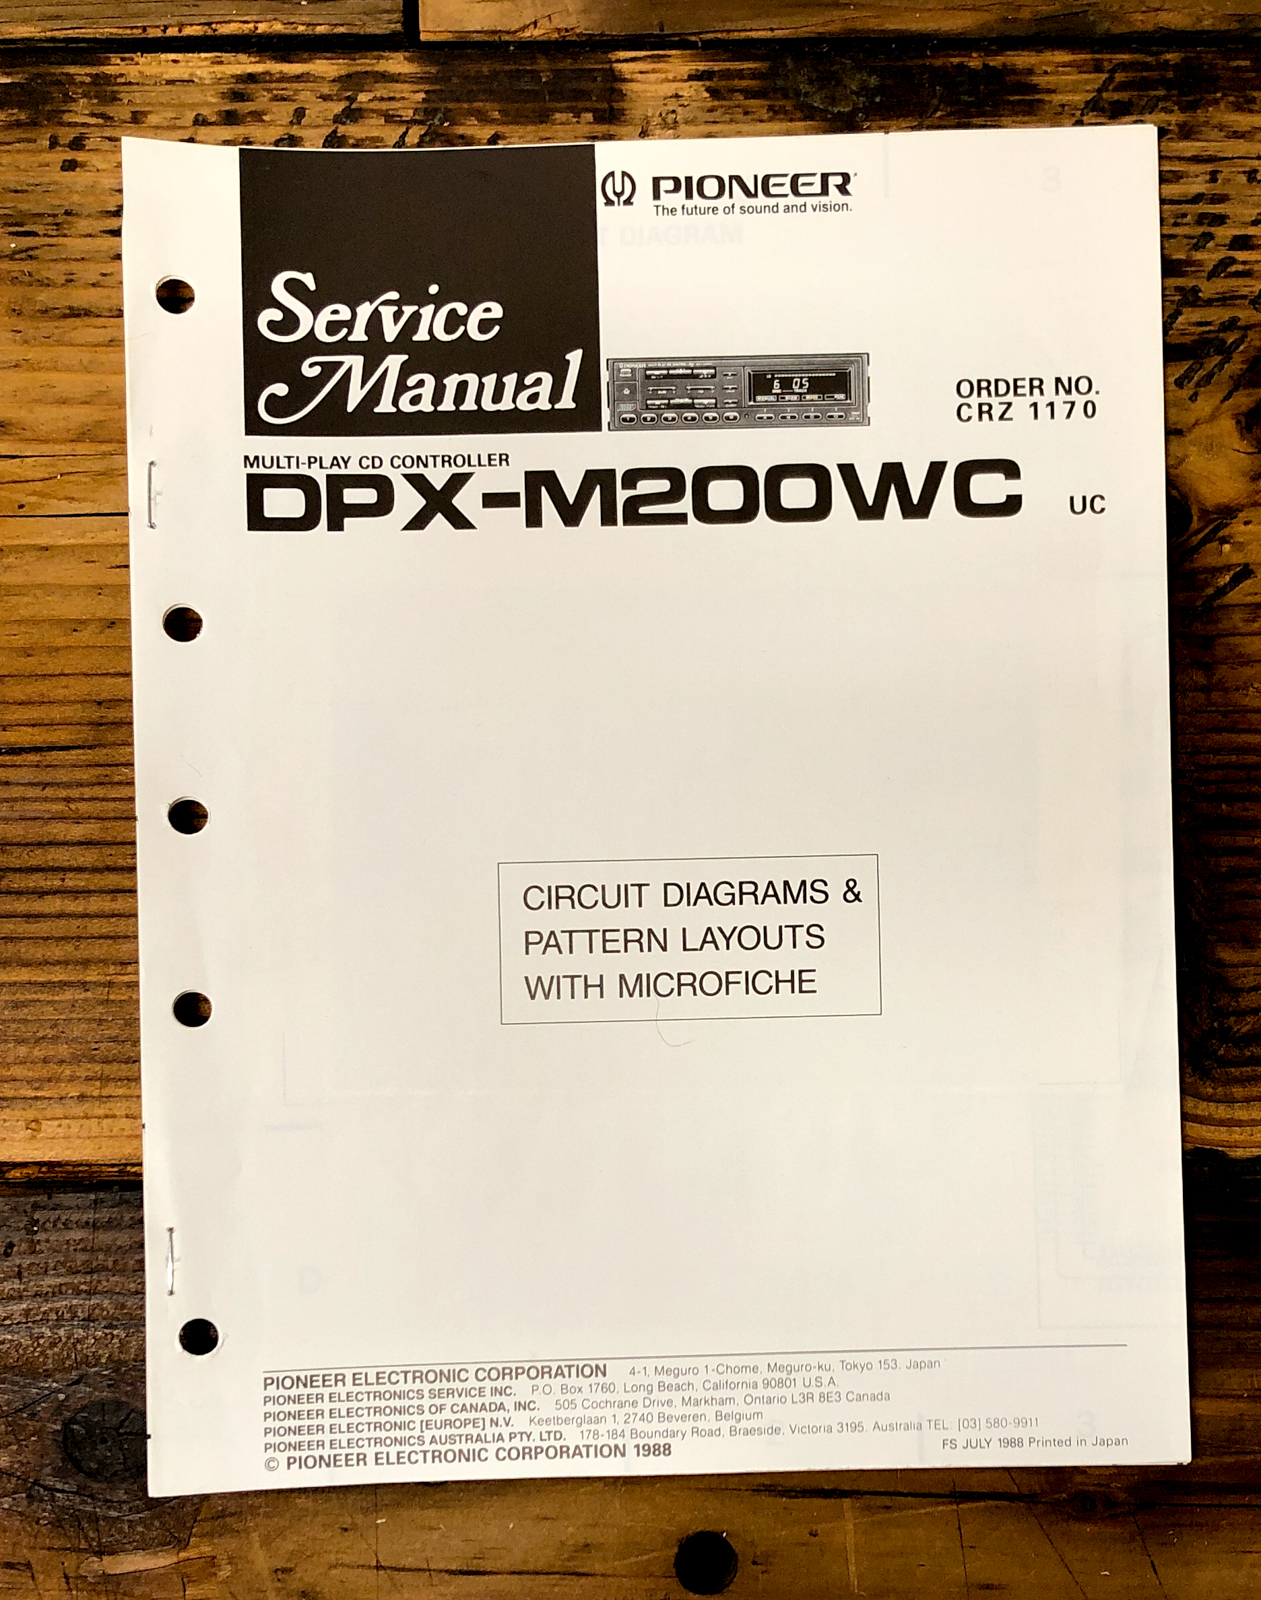 PIONEER
The future of sound and vision.
Service
Manual
6 05
ORDER NO.
CRZ 1170
MULTI-PLAY CD CONTROLLER
DPX-M200WC UC
CIRCUIT DIAGRAMS &
PATTERN LAYOUTS
WITH MICROFICHE
PIONEER ELECTRONIC CORPORATION 4-1, Meguro 1-Chome, Meguro-ku, Tokyo 153, Japan
PIONEER ELECTRONICS SERVICE INC. P.O. Box 1760, Long Beach, California 90801 U.S.A.
PIONEER ELECTRONICS OF CANADA, INC. 505 Cochrane Drive, Markham, Ontario L3R 8E3 Canada
PIONEER ELECTRONIC [EUROPE] N.V. Keetberglaan 1, 2740 Beveren, Belgium
PIONEER ELECTRONICS AUSTRALIA PTY. LTD. 178-184 Boundary Road, Braeside, Victoria 3195, Australia TEL: [03] 580-9911
© PIONEER ELECTRONIC CORPORATION 1988
FS JULY 1988 Printed in Japan